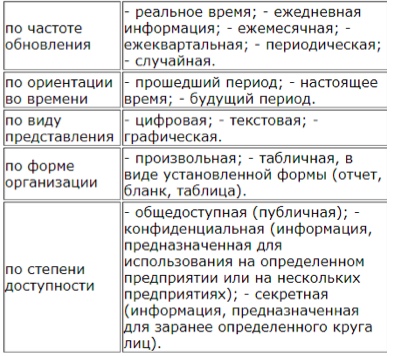 по частоте
обновления
- реальное время; - ежедневная
информация; - ежемесячная; -
ежеквартальная; - периодическая;
- случайная.
по ориентации
во времени
- прошедший период; - настоящее
время; - будущий период.
по виду
представления
- цифровая; - текстовая; -
графическая.
по форме
организации
- произвольная; - табличная, в
виде установленной формы (отчет,
бланк, таблица).
по степени
доступности
- общедоступная (публичная); -
конфиденциальная (информация,
предназначенная для
использования на определенном
предприятии или на нескольких
предприятиях); - секретная
(информация, предназначенная
для заранее определенного круга
лиц).